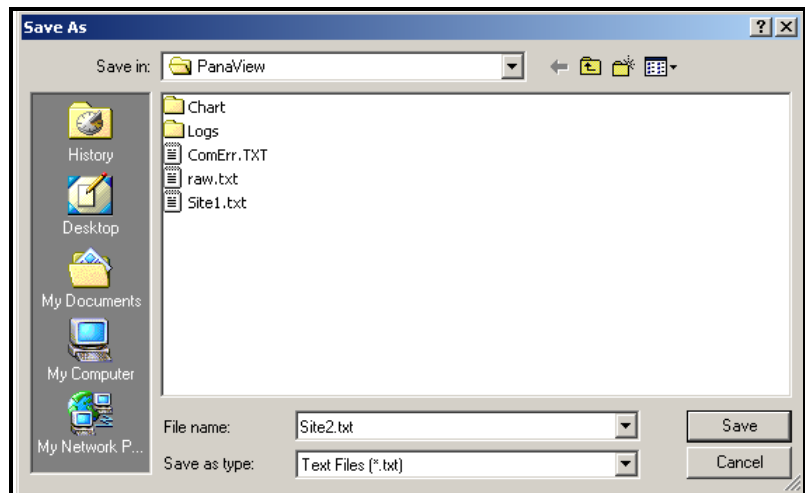 Save As
Save in: PanaView
History
Desktop
My Documents
My Computer
My Network P...
Chart
Logs
ComErr.TXT
raw.txt
Site1.txt
File name: Site2.txt Save
Save as type: Text Files (*.txt) Cancel